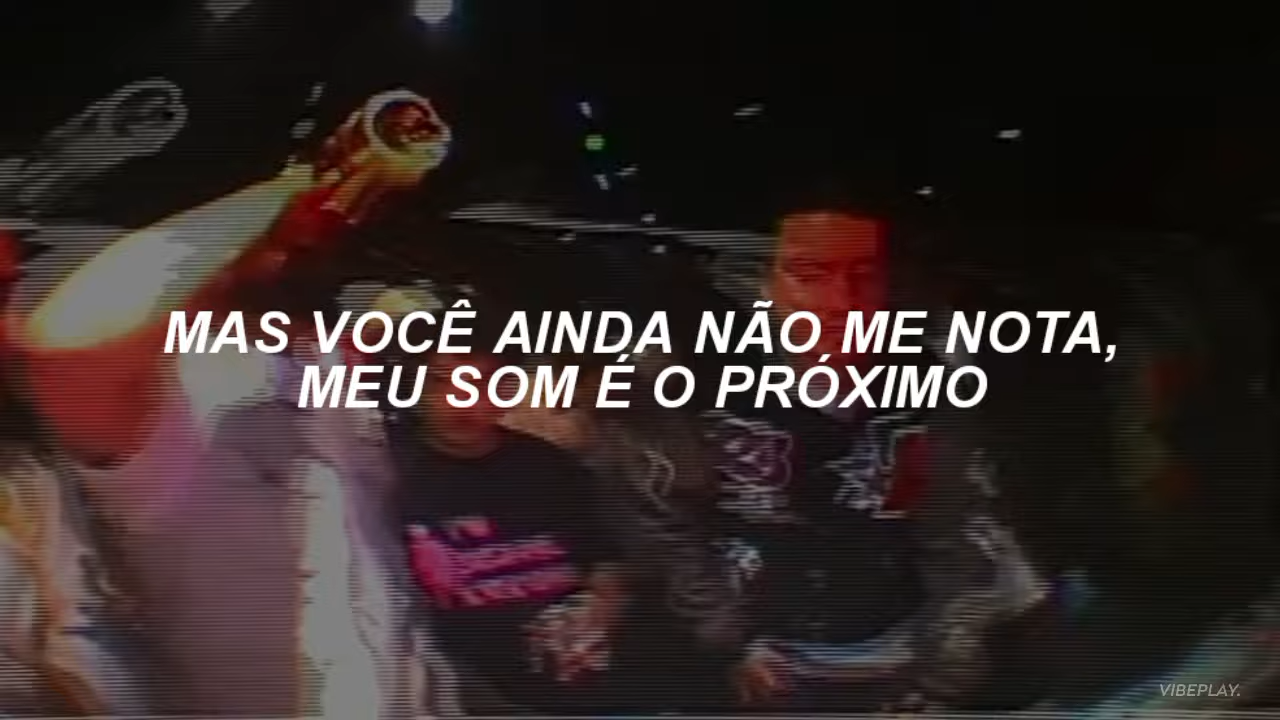 MAS VOCÊ AINDA NÃO ME NOTA,
MEU SOM É O PRÓXIMO
VIBEPLAY.